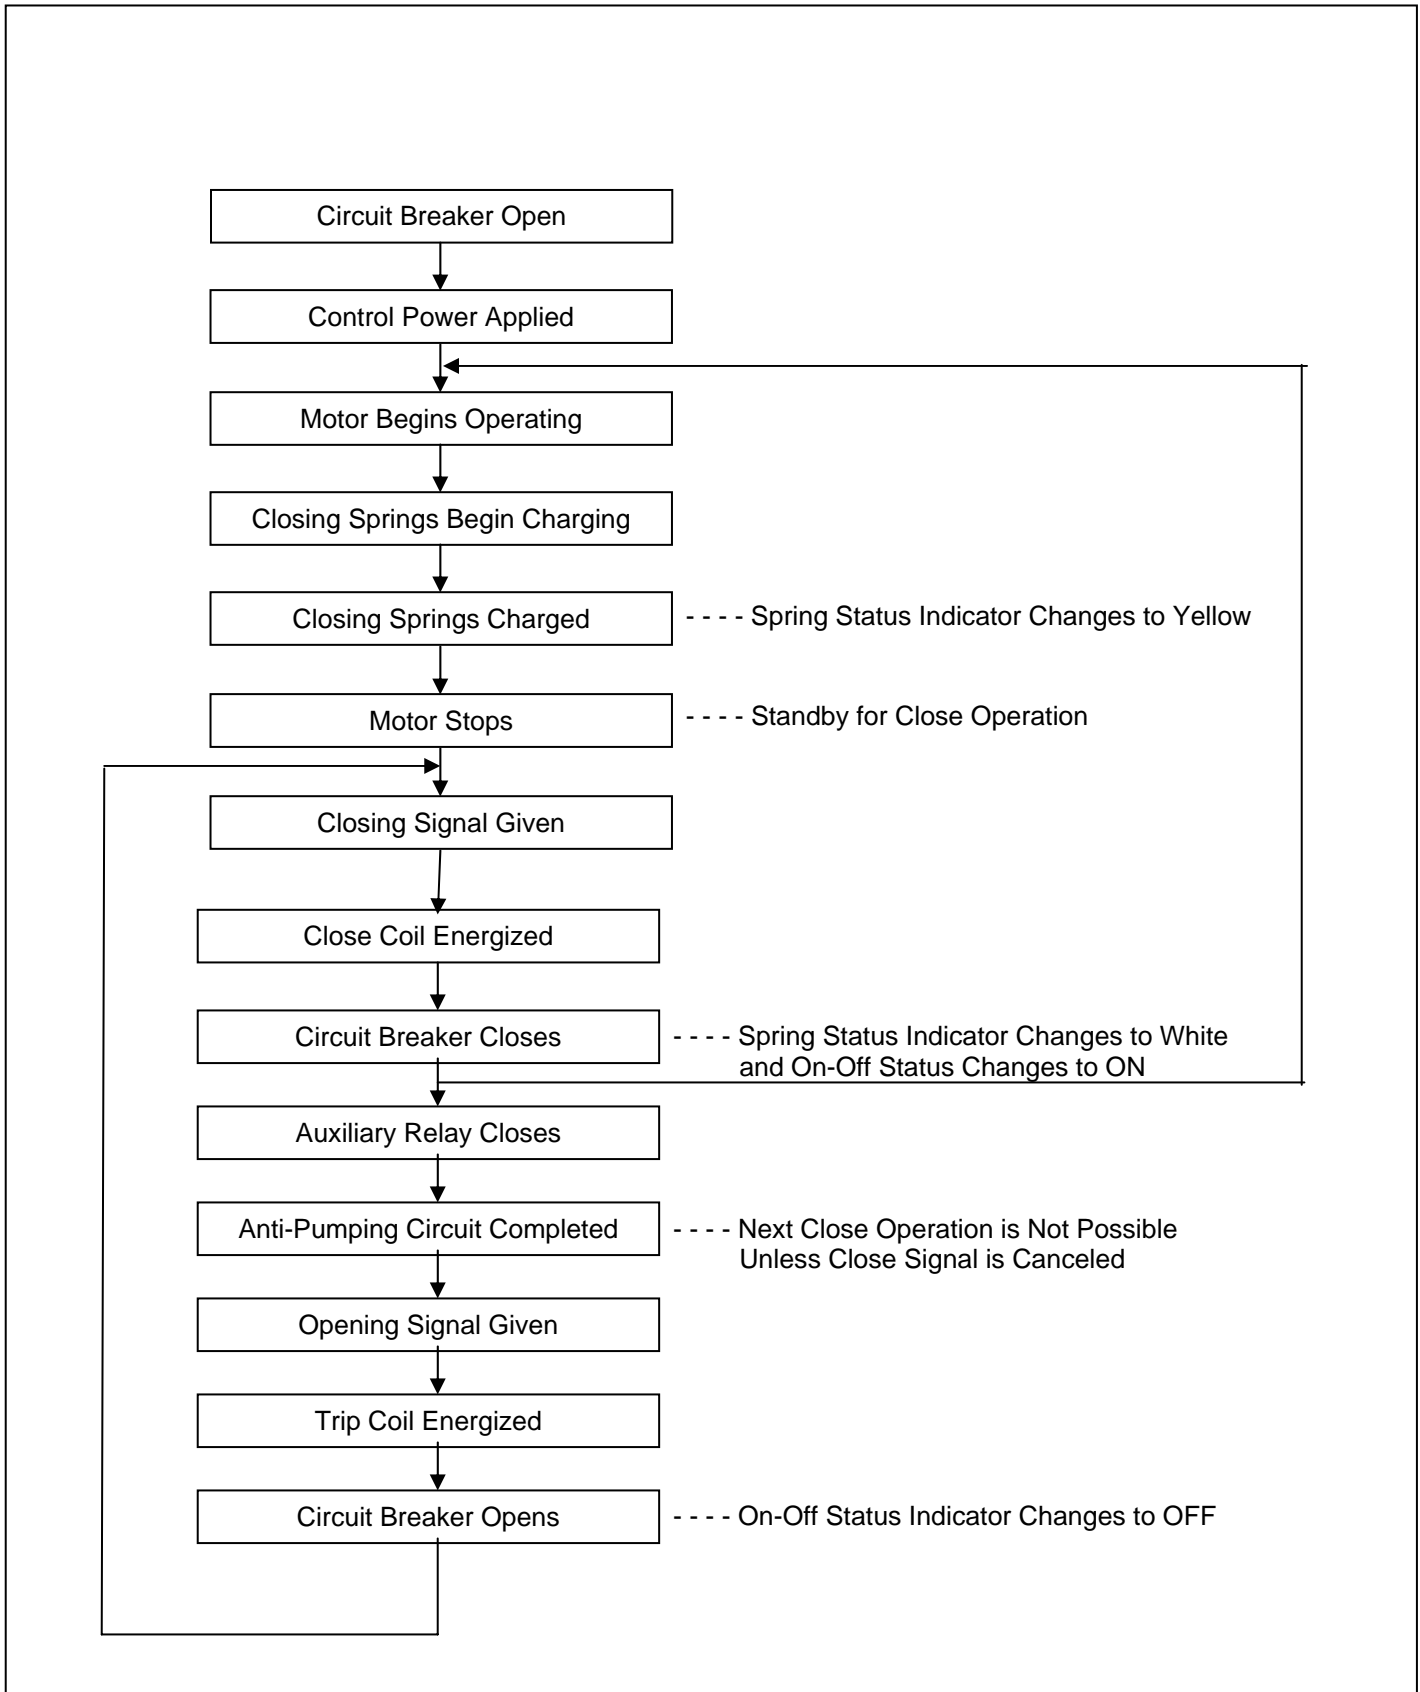 Circuit Breaker Open
Control Power Applied
Motor Begins Operating
Closing Springs Begin Charging
Closing Springs Charged
- - - - Spring Status Indicator Changes to Yellow
Motor Stops
- - - - Standby for Close Operation
Closing Signal Given
Close Coil Energized
Circuit Breaker Closes
- - - - Spring Status Indicator Changes to White
and On-Off Status Changes to ON
Auxiliary Relay Closes
Anti-Pumping Circuit Completed
- - - - Next Close Operation is Not Possible
Unless Close Signal is Canceled
Opening Signal Given
Trip Coil Energized
Circuit Breaker Opens
- - - - On-Off Status Indicator Changes to OFF